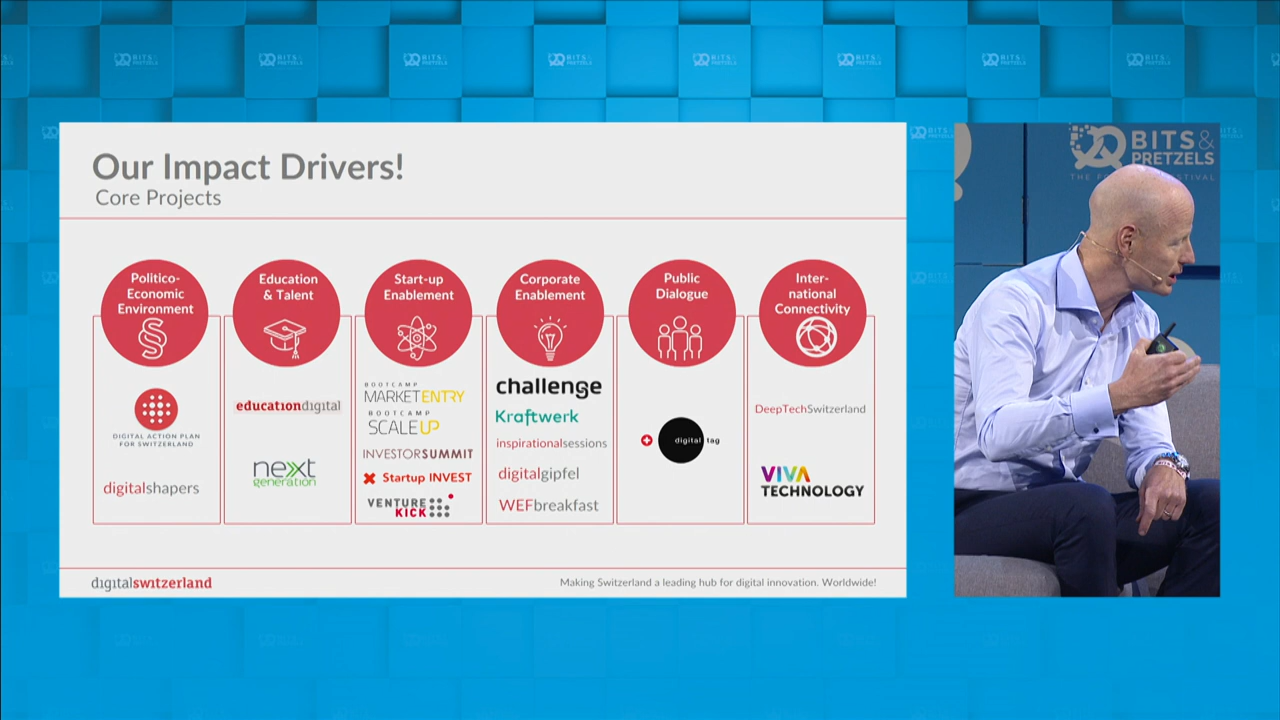 BITS &
PRETZELS
Our Impact Drivers!
Core Projects
Politico-
Economic
Environment
DIGITAL ACTION PLAN
FOR SWITZERLAND
digitalshapers
Education
& Talent
educationdigital
next
generation
Start-up
Enablement
BOOTCAMP
MARKETENTRY
BOOTCAMP
SCALEUP
INVESTORSUMMIT
Startup INVEST
VENTURE
KICK
Corporate
Enablement
challenge
Kraftwerk
inspirationalsessions
digitalgipfel
WEFbreakfast
Public
Dialogue
digital tag
Inter-
national
Connectivity
DeepTechSwitzerland
VIVA
TECHNOLOGY
digitalswitzerland
Making Switzerland a leading hub for digital innovation. Worldwide!
BITS &
PRETZELS